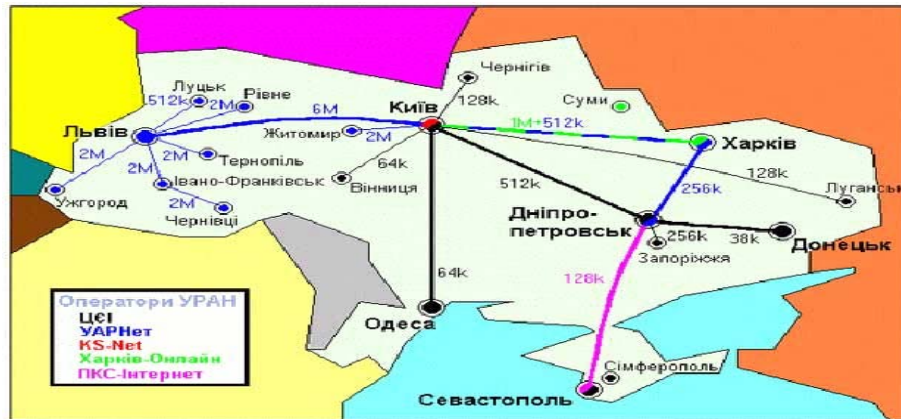 Чернігів
Луцьк
Рівне
512k
2M
6M
Київ
128k
Суми
Львів
Житомир
2M
1M+512k
Харків
2M
2M
Тернопіль
64k
128k
2M
Івано-Франківськ
Вінниця
512k
256k
Луганськ
Ужгород
2M
Чернівці
Дніпро-
петровськ
256k
38k
Донецьк
Запоріжжя
64k
128k
Оператори УРАН
ЦЄІ
УАРНет
KS-Net
Харків-Онлайн
ПКС-Інтернет
Одеса
Сімферополь
Севастополь